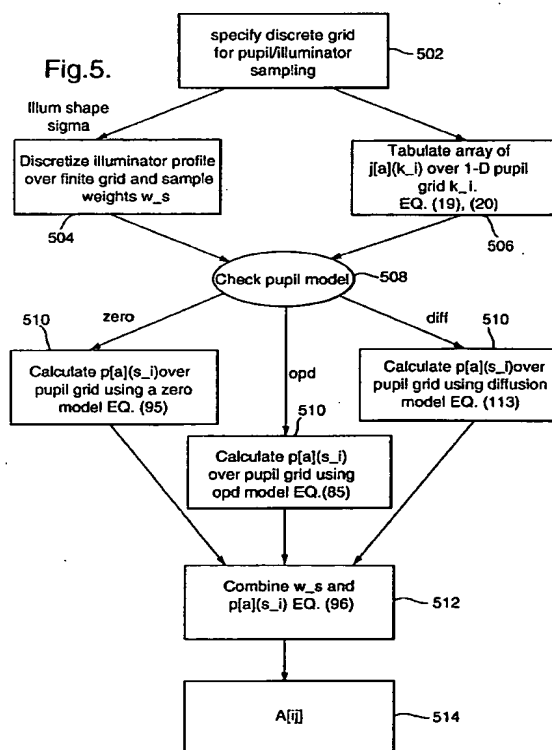 Fig.5.
specify discrete grid
for pupil/illuminator
sampling
502
Illum shape
sigma
Discretize illuminator profile
over finite grid and sample
weights w_s
504
Tabulate array of
j[a](k_i) over 1-D pupil
grid k_i.
EQ. (19), (20)
506
Check pupil model
508
zero
opd
diff
510
Calculate p[a](s_i)over
pupil grid using a zero
model EQ. (95)
510
Calculate p[a](s_i)
over pupil grid using
opd model EQ.(85)
510
Calculate p[a](s_i)over
pupil grid using diffusion
model EQ. (113)
Combine w_s and
p[a](s_i) EQ. (96)
512
A[ij]
514